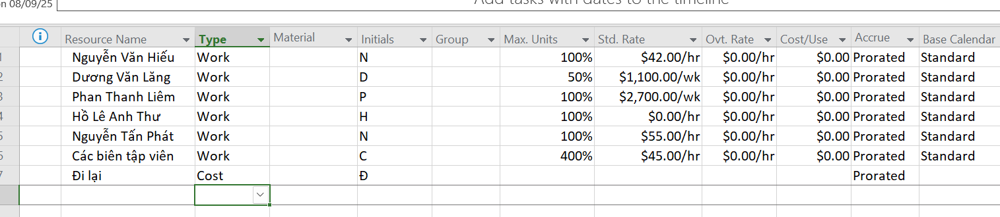 n 08/09/25
Add tasks with dates to the timeline
Resource Name Type Material Initials Group Max. Units Std. Rate Ovt. Rate Cost/Use Accrue Base Calendar
1 Nguyễn Văn Hiếu Work N 100% $42.00/hr $0.00/hr $0.00 Prorated Standard
2 Dương Văn Lăng Work D 50% $1,100.00/wk $0.00/hr $0.00 Prorated Standard
3 Phan Thanh Liêm Work P 100% $2,700.00/wk $0.00/hr $0.00 Prorated Standard
4 Hồ Lê Anh Thư Work H 100% $0.00/hr $0.00/hr $0.00 Prorated Standard
5 Nguyễn Tấn Phát Work N 100% $55.00/hr $0.00/hr $0.00 Prorated Standard
6 Các biên tập viên Work C 400% $45.00/hr $0.00/hr $0.00 Prorated Standard
7 Đi lại Cost Đ Prorated